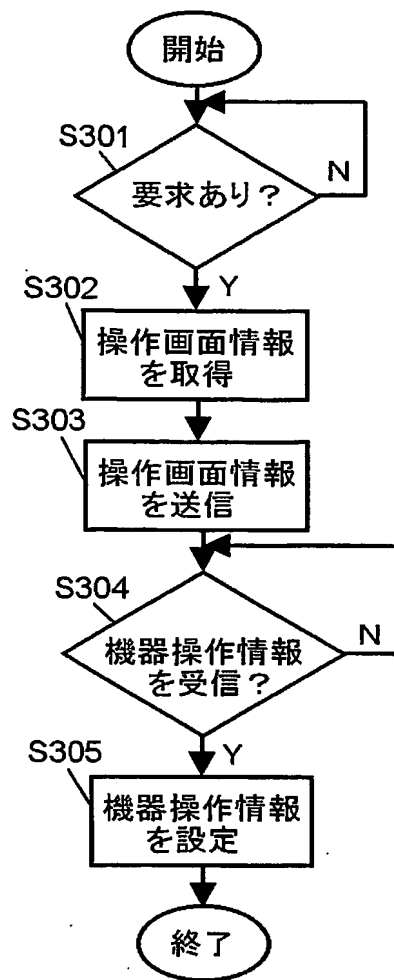 開始
S301
要求あり?
N
Y
S302
操作画面情報
を取得
S303
操作画面情報
を送信
S304
機器操作情報
を受信?
N
Y
S305
機器操作情報
を設定
終了